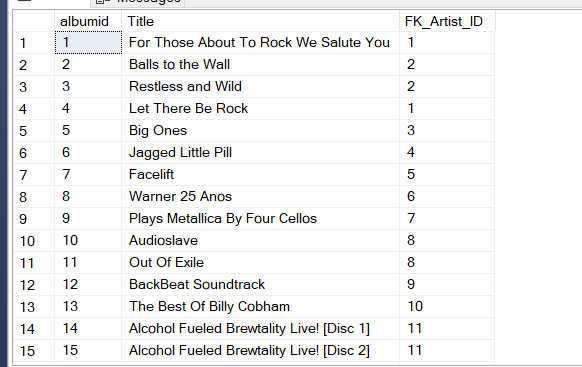 Messages
albumid Title FK_Artist_ID
1 1 For Those About To Rock We Salute You 1
2 2 Balls to the Wall 2
3 3 Restless and Wild 2
4 4 Let There Be Rock 1
5 5 Big Ones 3
6 6 Jagged Little Pill 4
7 7 Facelift 5
8 8 Warner 25 Anos 6
9 9 Plays Metallica By Four Cellos 7
10 10 Audioslave 8
11 11 Out Of Exile 8
12 12 BackBeat Soundtrack 9
13 13 The Best Of Billy Cobham 10
14 14 Alcohol Fueled Brewtality Live! [Disc 1] 11
15 15 Alcohol Fueled Brewtality Live! [Disc 2] 11